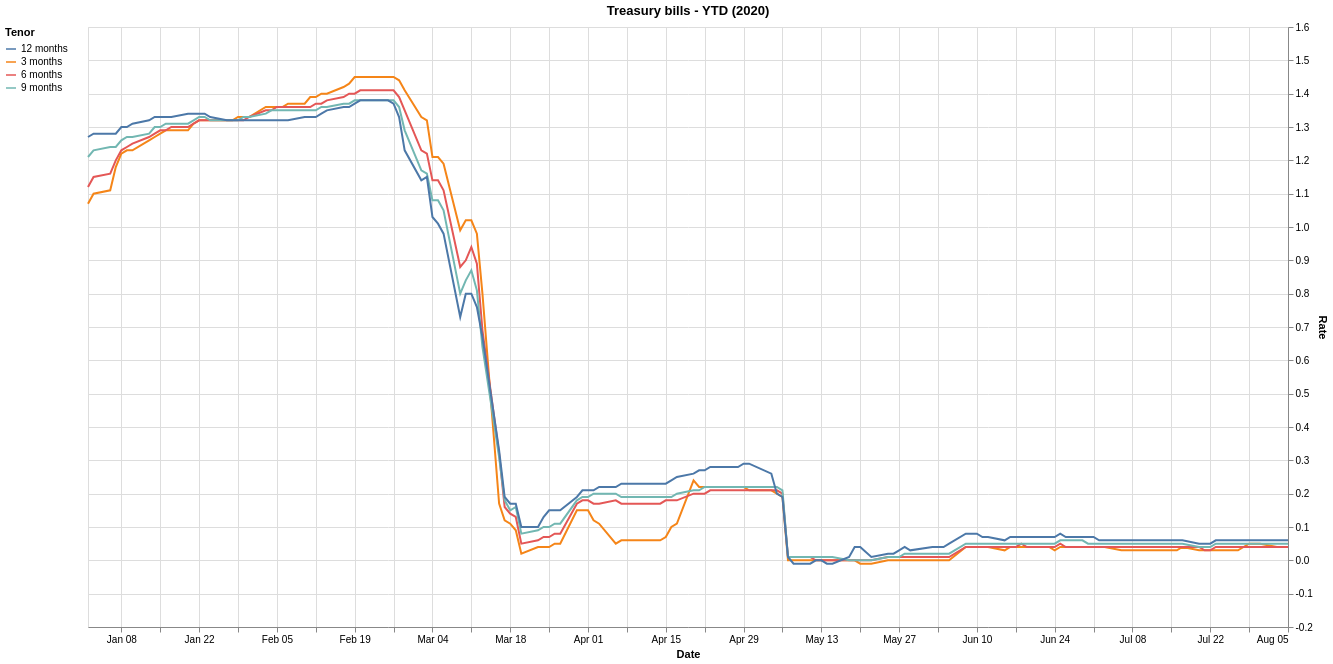 Treasury bills - YTD (2020)
Tenor
12 months
3 months
6 months
9 months
1.6
1.5
1.4
1.3
1.2
1.1
1.0
0.9
0.8
0.7
0.6
0.5
0.4
0.3
0.2
0.1
0.0
-0.1
-0.2
Rate
Jan 08 Jan 22 Feb 05 Feb 19 Mar 04 Mar 18 Apr 01 Apr 15 Apr 29 May 13 May 27 Jun 10 Jun 24 Jul 08 Jul 22 Aug 05
Date